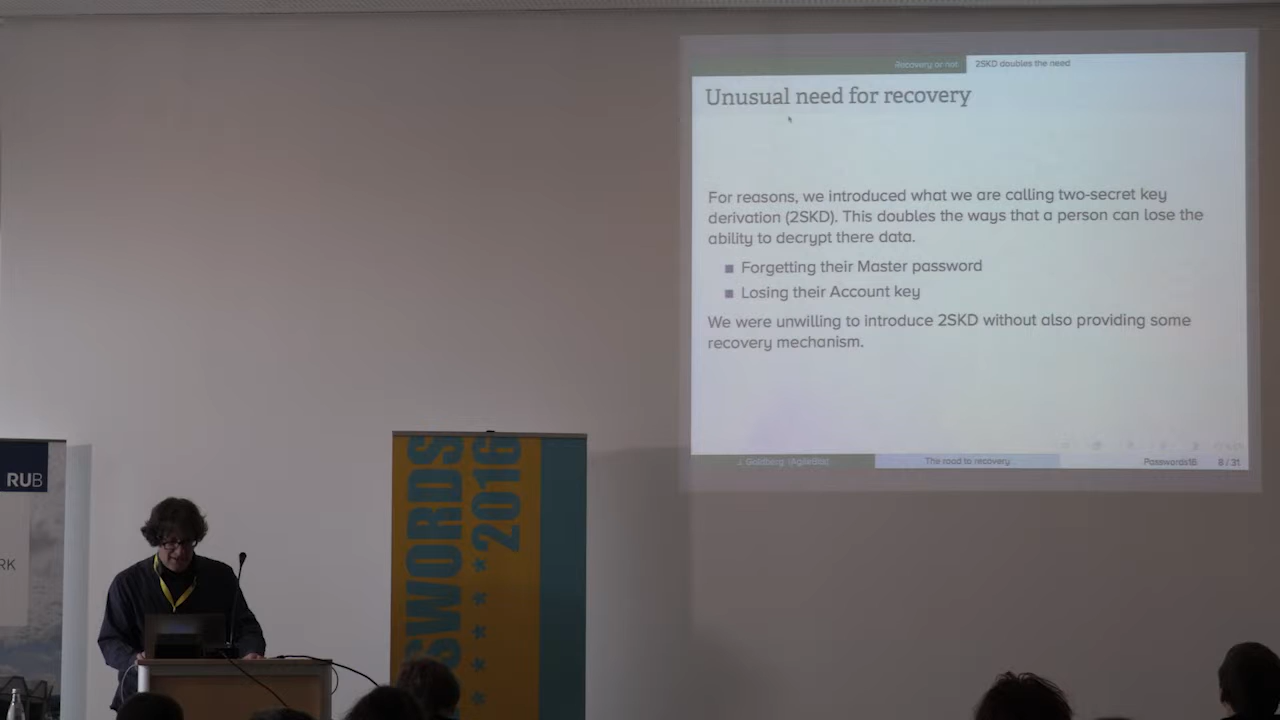 Recovery or not
2SKD doubles the need
Unusual need for recovery
For reasons, we introduced what we are calling two-secret key
derivation (2SKD). This doubles the ways that a person can lose the
ability to decrypt there data.
Forgetting their Master password
Losing their Account key
We were unwilling to introduce 2SKD without also providing some
recovery mechanism.
J. Goldberg (AgileBits)
The road to recovery
Passwords16
8 / 31
RUB
RK
SWORDS
* 2016
* * * *